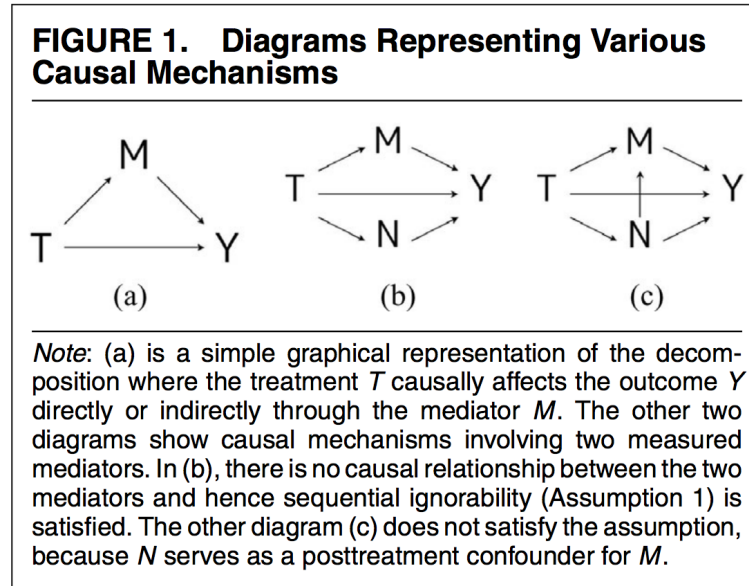 FIGURE 1. Diagrams Representing Various
Causal Mechanisms
M
T
Y
(a)
M
T
Y
N
(b)
M
T
Y
N
(c)
Note: (a) is a simple graphical representation of the decom-
position where the treatment T causally affects the outcome Y
directly or indirectly through the mediator M. The other two
diagrams show causal mechanisms involving two measured
mediators. In (b), there is no causal relationship between the two
mediators and hence sequential ignorability (Assumption 1) is
satisfied. The other diagram (c) does not satisfy the assumption,
because N serves as a posttreatment confounder for M.